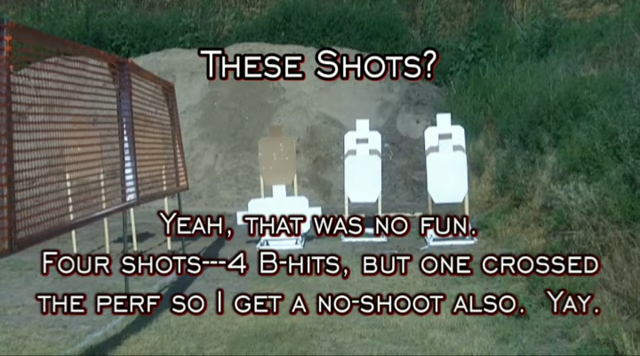 These Shots?
Yeah, that was no fun.
Four shots---4 B-hits, but one crossed
the perf so I get a no-shoot also.  Yay.